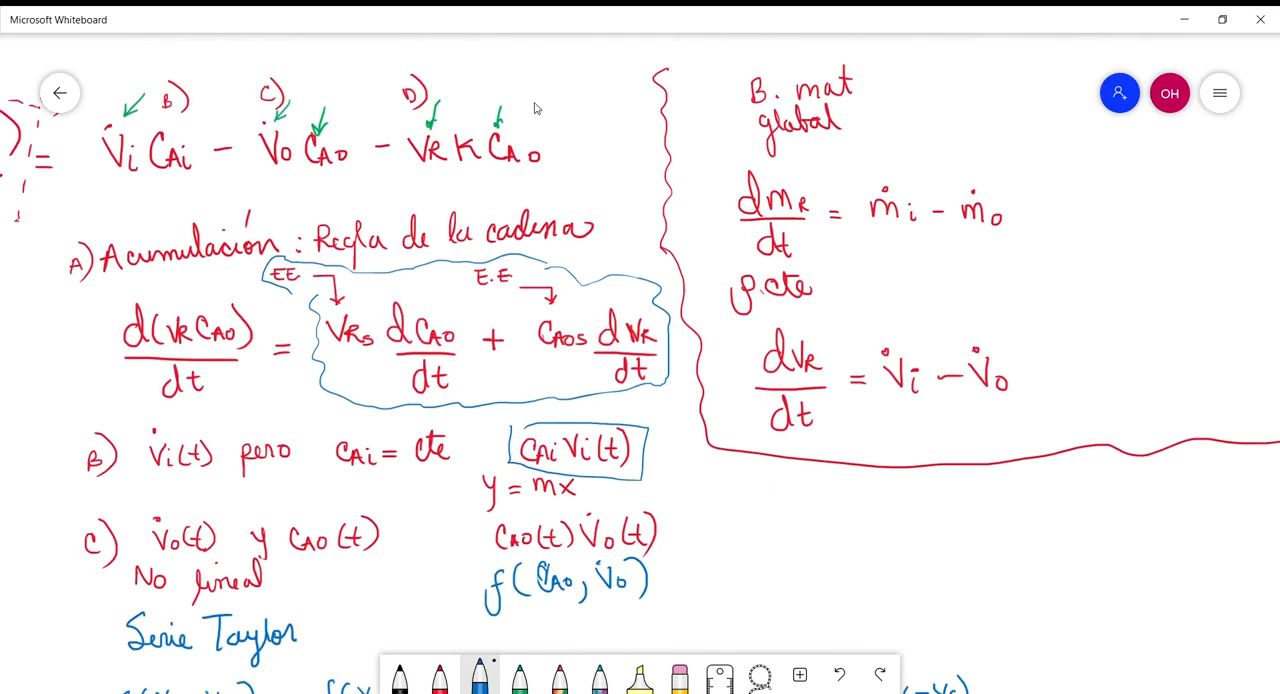 Microsoft Whiteboard
B) C) D)
= V̇i CAi - V̇o CAo - VR K CAo
A) Acumulación : Regla de la cadena
EE E.E
d(VR CAO)/dt = VRS dCAO/dt + CAOS dVR/dt
B) V̇i(t) pero CAi = cte CAi Vi(t)
y = mx
C) V̇o(t) y CAO(t) CAO(t) V̇o(t)
No lineal f(CAO, V̇o)
Serie Taylor
B. mat
global
OH
dmR/dt = ṁi - ṁo
ρ.cte
dVR/dt = V̇i - V̇o